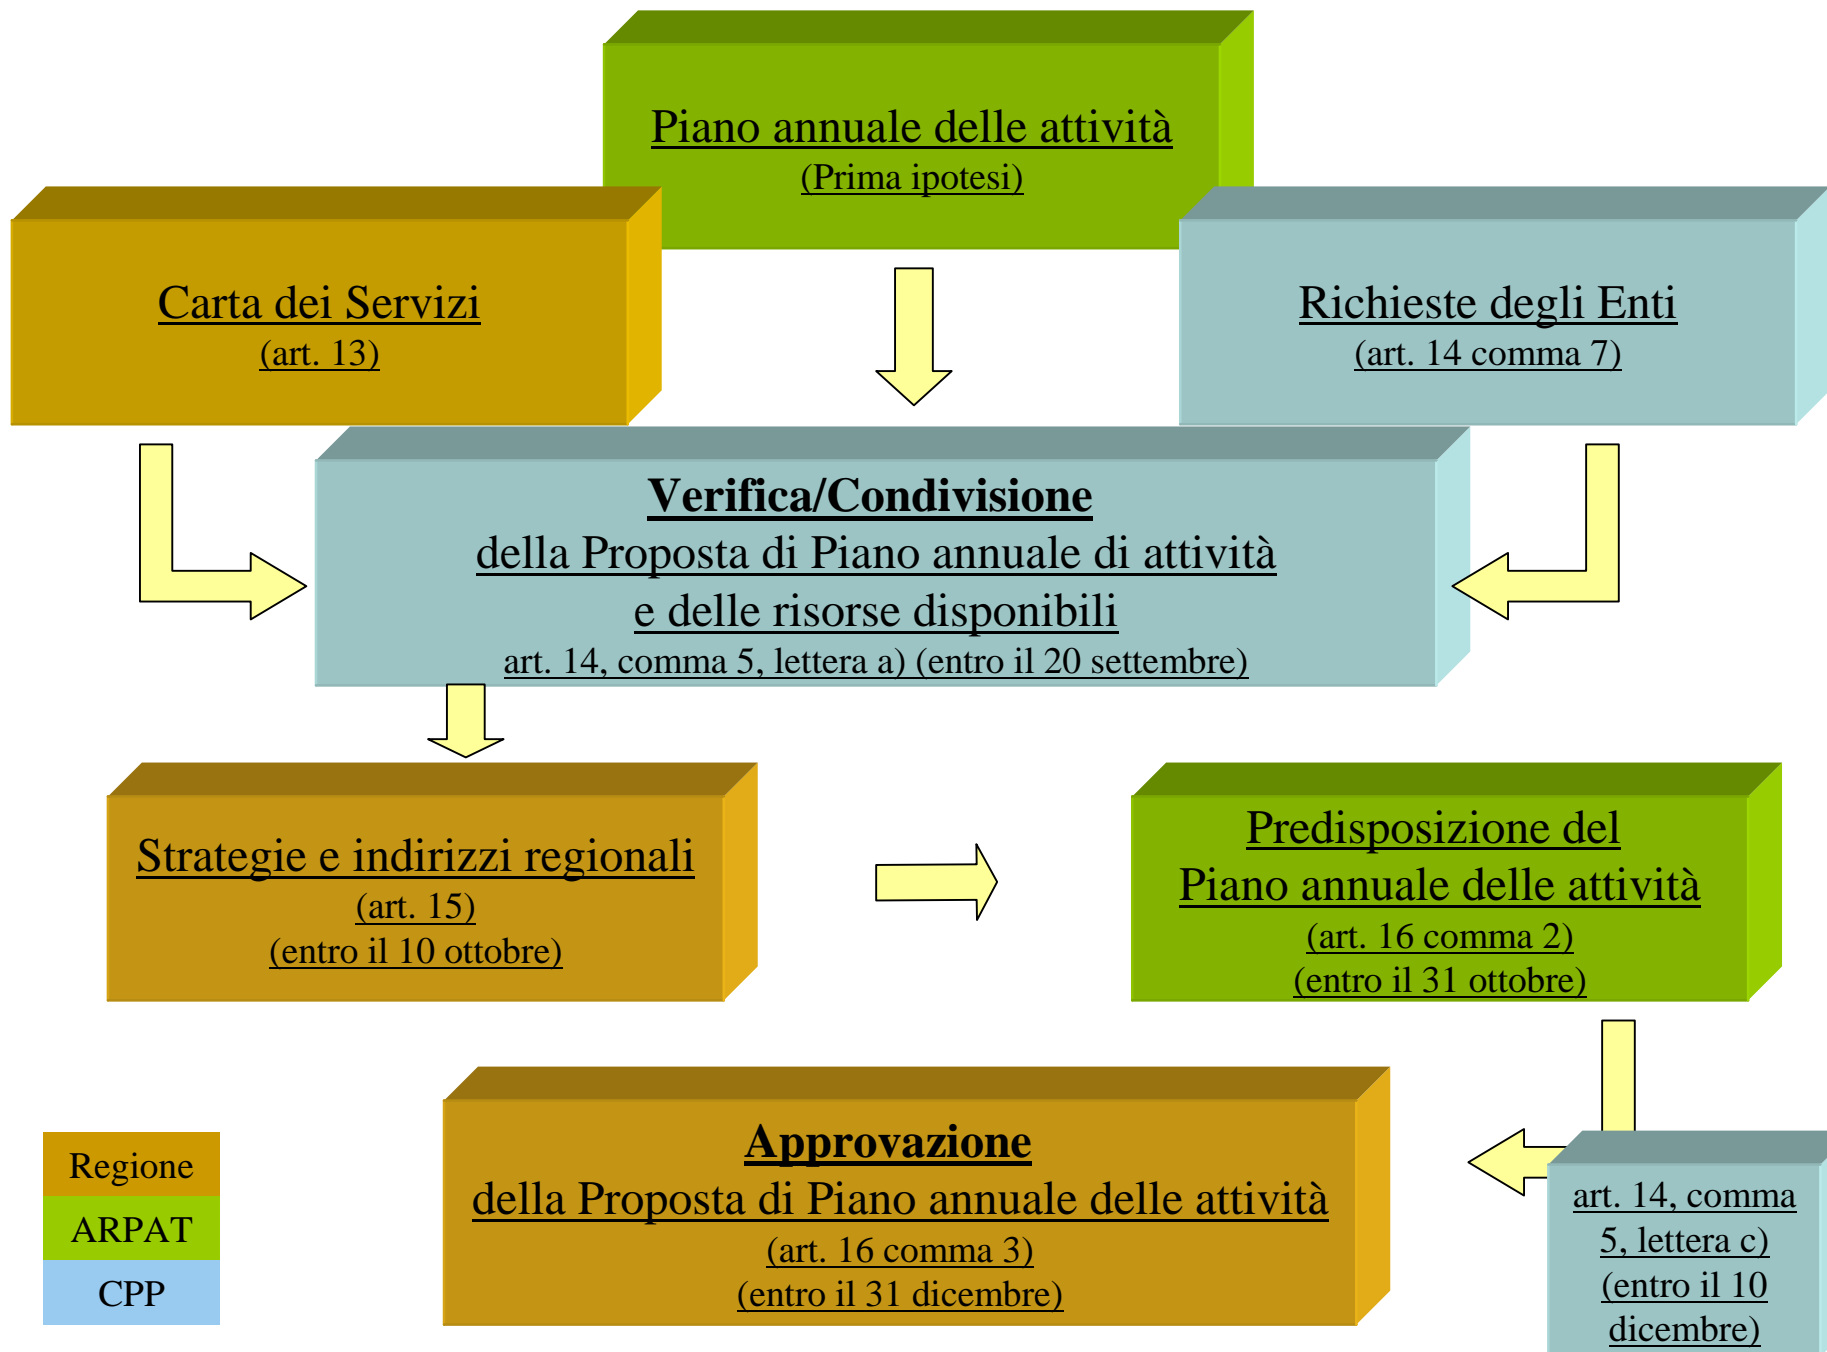 Piano annuale delle attività
(Prima ipotesi)
Carta dei Servizi
(art. 13)
Richieste degli Enti
(art. 14 comma 7)
Verifica/Condivisione
della Proposta di Piano annuale di attività
e delle risorse disponibili
art. 14, comma 5, lettera a) (entro il 20 settembre)
Strategie e indirizzi regionali
(art. 15)
(entro il 10 ottobre)
Predisposizione del
Piano annuale delle attività
(art. 16 comma 2)
(entro il 31 ottobre)
Approvazione
della Proposta di Piano annuale delle attività
(art. 16 comma 3)
(entro il 31 dicembre)
art. 14, comma
5, lettera c)
(entro il 10
dicembre)
Regione
ARPAT
CPP